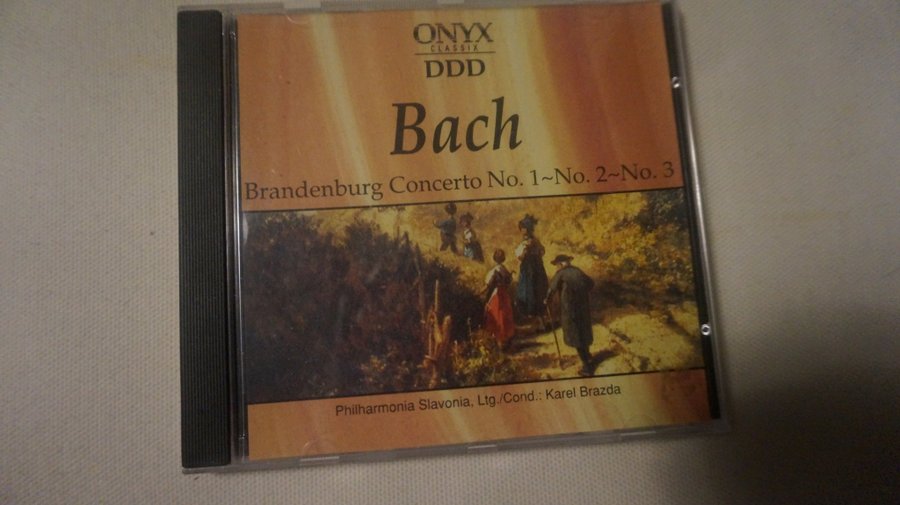 ONYX
CLASSIX
DDD
Bach
Brandenburg Concerto No. 1~No. 2~No. 3
Philharmonia Slavonia, Ltg./Cond.: Karel Brazda